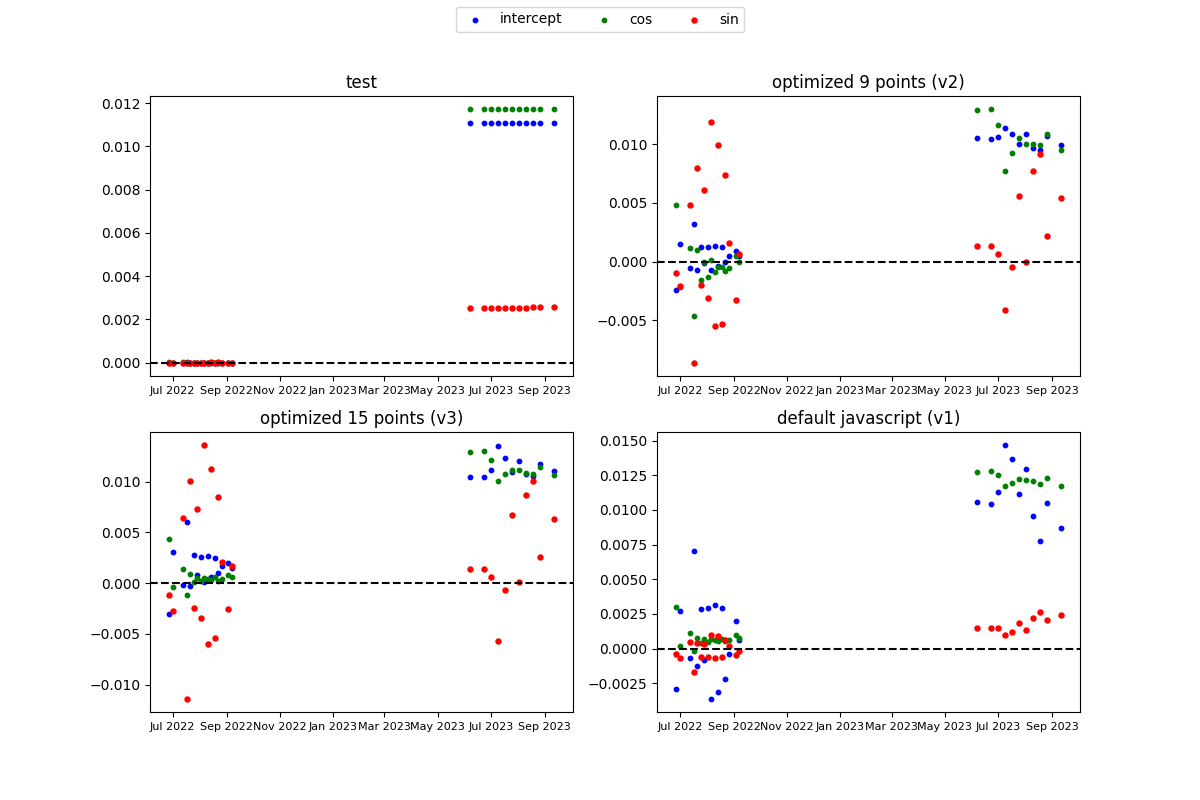 intercept cos sin
test
0.012
0.010
0.008
0.006
0.004
0.002
0.000
Jul 2022 Sep 2022 Nov 2022 Jan 2023 Mar 2023 May 2023 Jul 2023 Sep 2023
optimized 9 points (v2)
0.010
0.005
0.000
−0.005
Jul 2022 Sep 2022 Nov 2022 Jan 2023 Mar 2023 May 2023 Jul 2023 Sep 2023
optimized 15 points (v3)
0.010
0.005
0.000
−0.005
−0.010
Jul 2022 Sep 2022 Nov 2022 Jan 2023 Mar 2023 May 2023 Jul 2023 Sep 2023
default javascript (v1)
0.0150
0.0125
0.0100
0.0075
0.0050
0.0025
0.0000
−0.0025
Jul 2022 Sep 2022 Nov 2022 Jan 2023 Mar 2023 May 2023 Jul 2023 Sep 2023